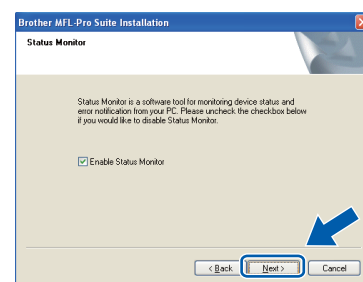 Brother MFL-Pro Suite Installation
Status Monitor
Status Monitor is a software tool for monitoring device status and
error notification from your PC. Please uncheck the checkbox below
if you would like to disable Status Monitor.
Enable Status Monitor
< Back
Next >
Cancel